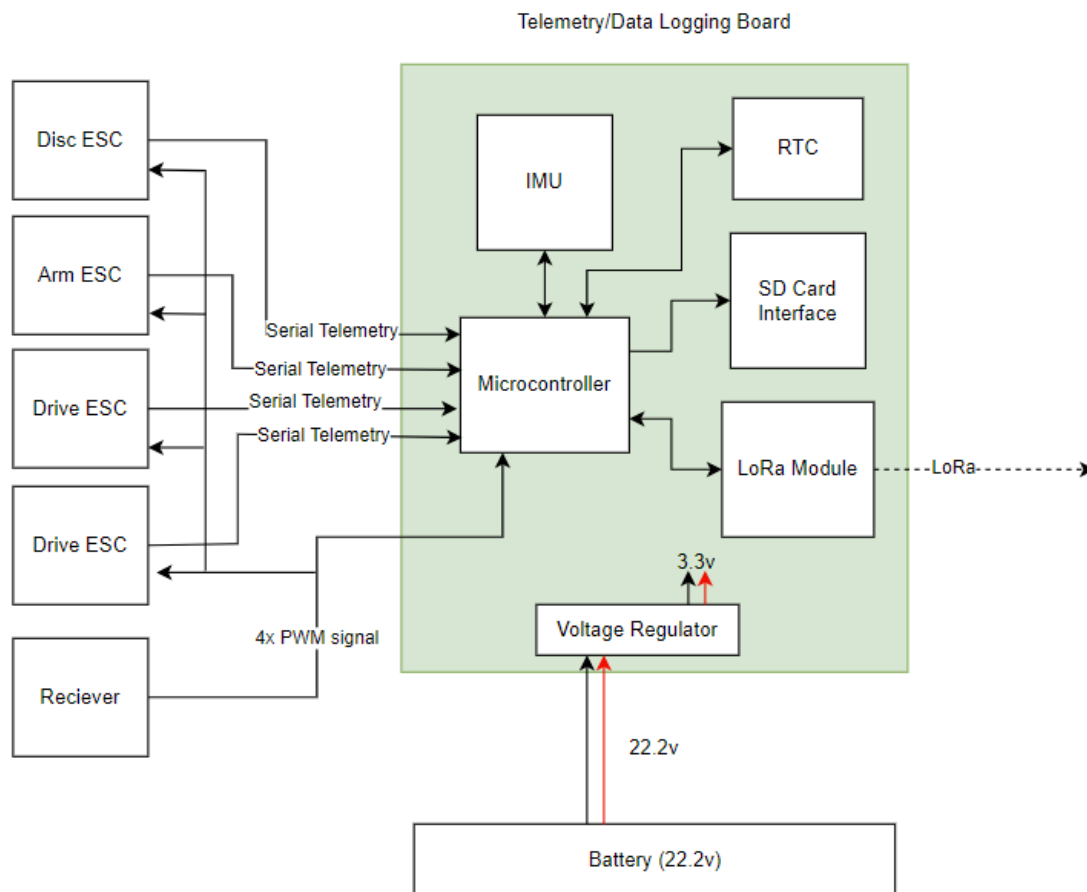 Telemetry/Data Logging Board
Disc ESC
Arm ESC
Drive ESC
Drive ESC
Reciever
Serial Telemetry
Serial Telemetry
Serial Telemetry
Serial Telemetry
4x PWM signal
IMU
RTC
SD Card
Interface
Microcontroller
LoRa Module
LoRa
3.3v
Voltage Regulator
22.2v
Battery (22.2v)